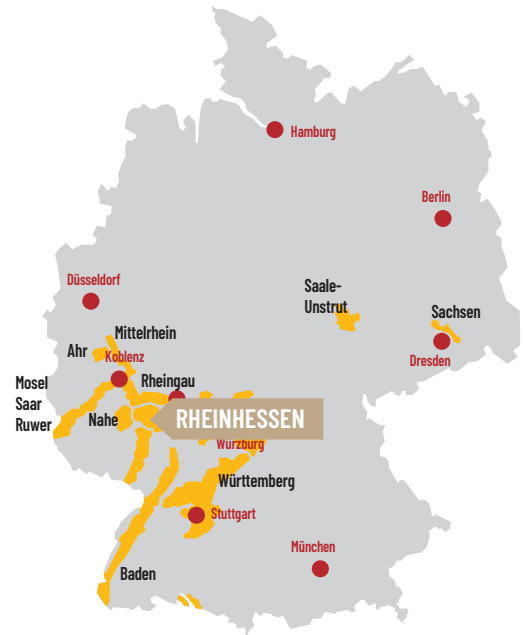 Hamburg
Berlin
Düsseldorf
Saale-
Unstrut
Sachsen
Mittelrhein
Ahr
Koblenz
Dresden
Mosel
Saar
Ruwer
Rheingau
Nahe
RHEINHESSEN
Würzburg
Württemberg
Stuttgart
München
Baden